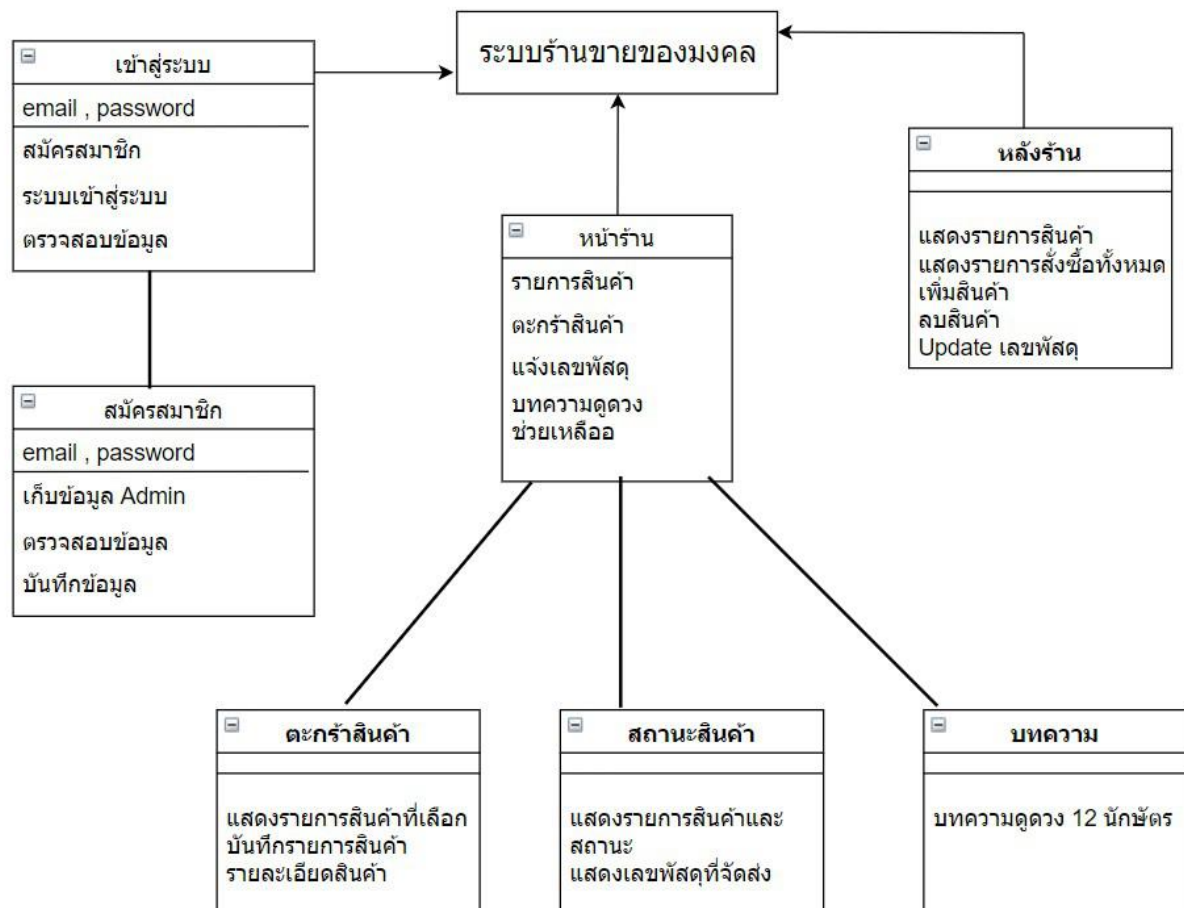 ระบบร้านขายของมงคล
เข้าสู่ระบบ
email , password
สมัครสมาชิก
ระบบเข้าสู่ระบบ
ตรวจสอบข้อมูล
หลังร้าน
แสดงรายการสินค้า
แสดงรายการสั่งซื้อทั้งหมด
เพิ่มสินค้า
ลบสินค้า
Update เลขพัสดุ
หน้าร้าน
รายการสินค้า
ตะกร้าสินค้า
แจ้งเลขพัสดุ
บทความดูดวง
ช่วยเหลืออ
สมัครสมาชิก
email , password
เก็บข้อมูล Admin
ตรวจสอบข้อมูล
บันทึกข้อมูล
ตะกร้าสินค้า
แสดงรายการสินค้าที่เลือก
บันทึกรายการสินค้า
รายละเอียดสินค้า
สถานะสินค้า
แสดงรายการสินค้าและ
สถานะ
แสดงเลขพัสดุที่จัดส่ง
บทความ
บทความดูดวง 12 นักษัตร